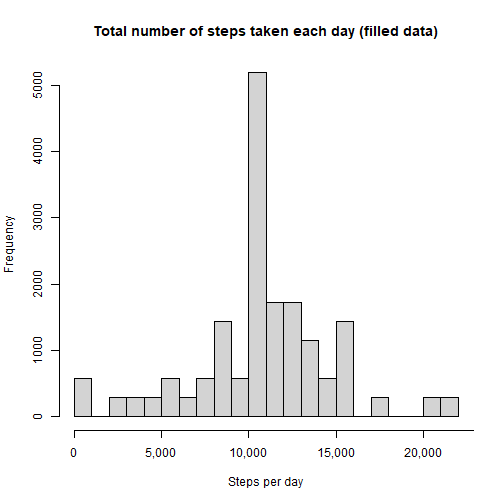 Total number of steps taken each day (filled data)
5000
4000
3000
2000
1000
0
Frequency
0 5,000 10,000 15,000 20,000
Steps per day